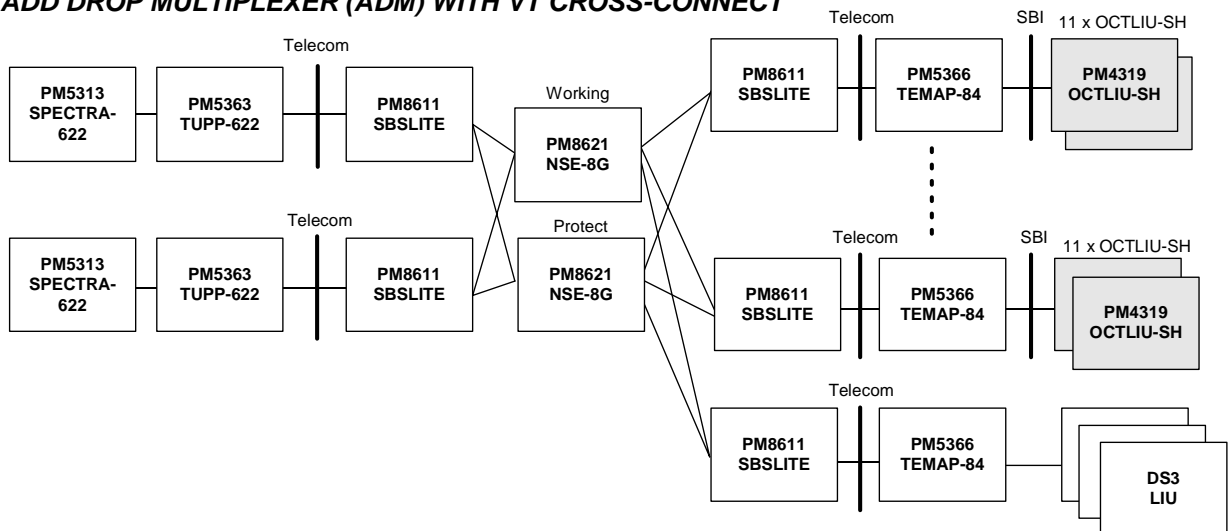 ADD DROP MULTIPLEXER (ADM) WITH VT CROSS-CONNECT
Telecom
PM5313
SPECTRA-
622
PM5363
TUPP-622
PM8611
SBSLITE
Telecom
PM5313
SPECTRA-
622
PM5363
TUPP-622
PM8611
SBSLITE
Working
PM8621
NSE-8G
Protect
PM8621
NSE-8G
Telecom
SBI
11 x OCTLIU-SH
PM8611
SBSLITE
PM5366
TEMAP-84
PM4319
OCTLIU-SH
Telecom
SBI
11 x OCTLIU-SH
PM8611
SBSLITE
PM5366
TEMAP-84
PM4319
OCTLIU-SH
Telecom
PM8611
SBSLITE
PM5366
TEMAP-84
DS3
LIU